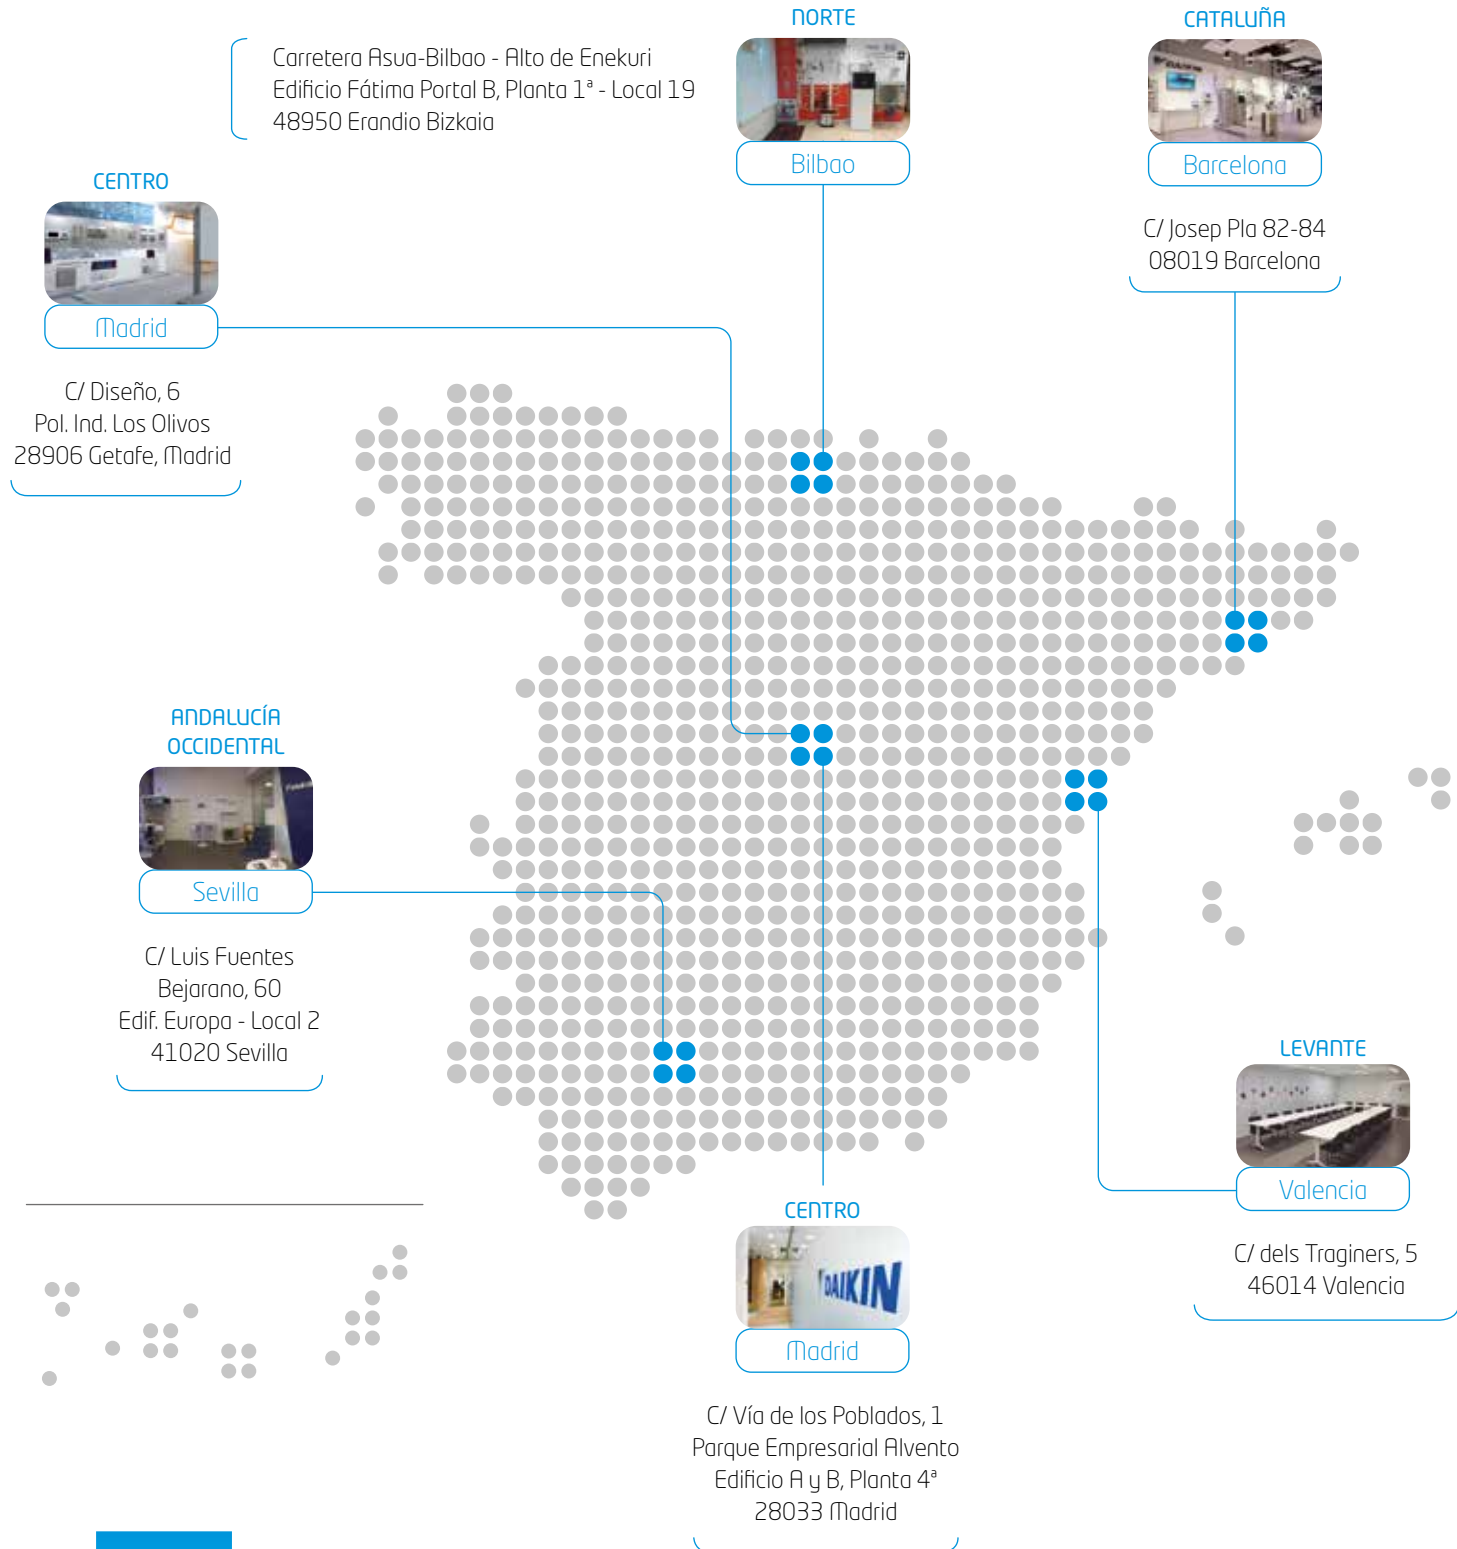 NORTE
CATALUÑA
Carretera Asua-Bilbao - Alto de Enekuri
Edificio Fátima Portal B, Planta 1ª - Local 19
48950 Erandio Bizkaia
DAIKIN
Bilbao
Barcelona
CENTRO
C/ Josep Pla 82-84
08019 Barcelona
Madrid
C/ Diseño, 6
Pol. Ind. Los Olivos
28906 Getafe, Madrid
ANDALUCÍA
OCCIDENTAL
Sevilla
C/ Luis Fuentes
Bejarano, 60
Edif. Europa - Local 2
41020 Sevilla
LEVANTE
Valencia
C/ dels Traginers, 5
46014 Valencia
CENTRO
DAIKIN
Madrid
C/ Vía de los Poblados, 1
Parque Empresarial Alvento
Edificio A y B, Planta 4ª
28033 Madrid